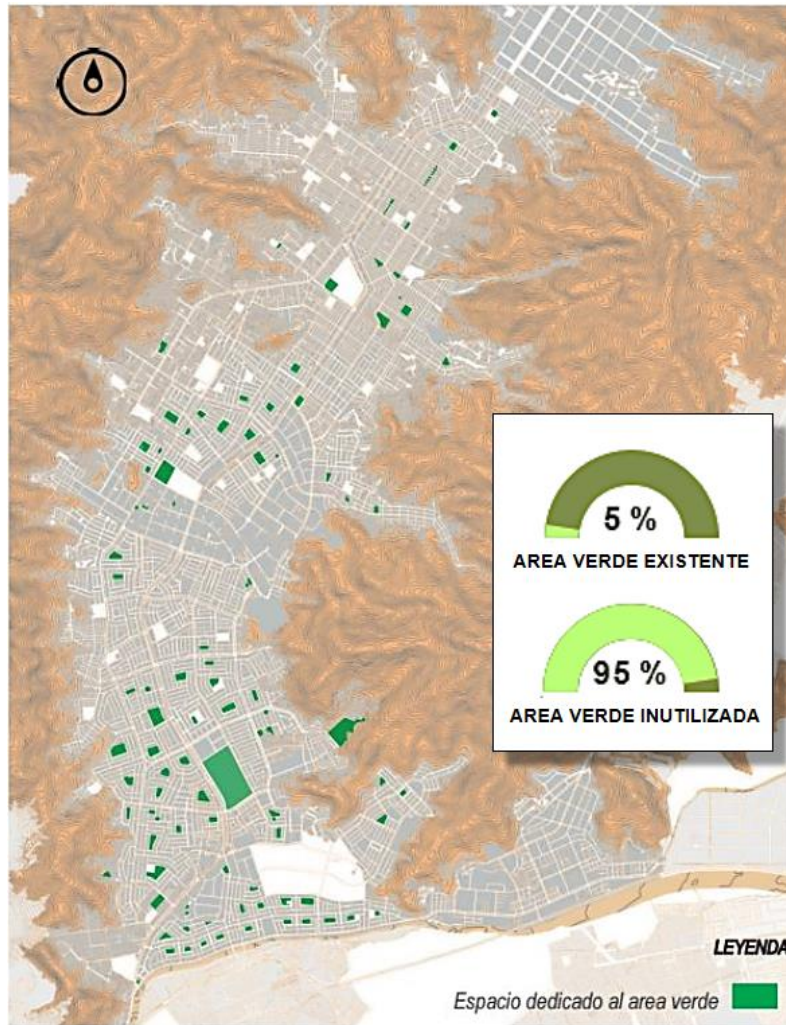 5 %
AREA VERDE EXISTENTE
95 %
AREA VERDE INUTILIZADA
LEYENDA
Espacio dedicado al area verde